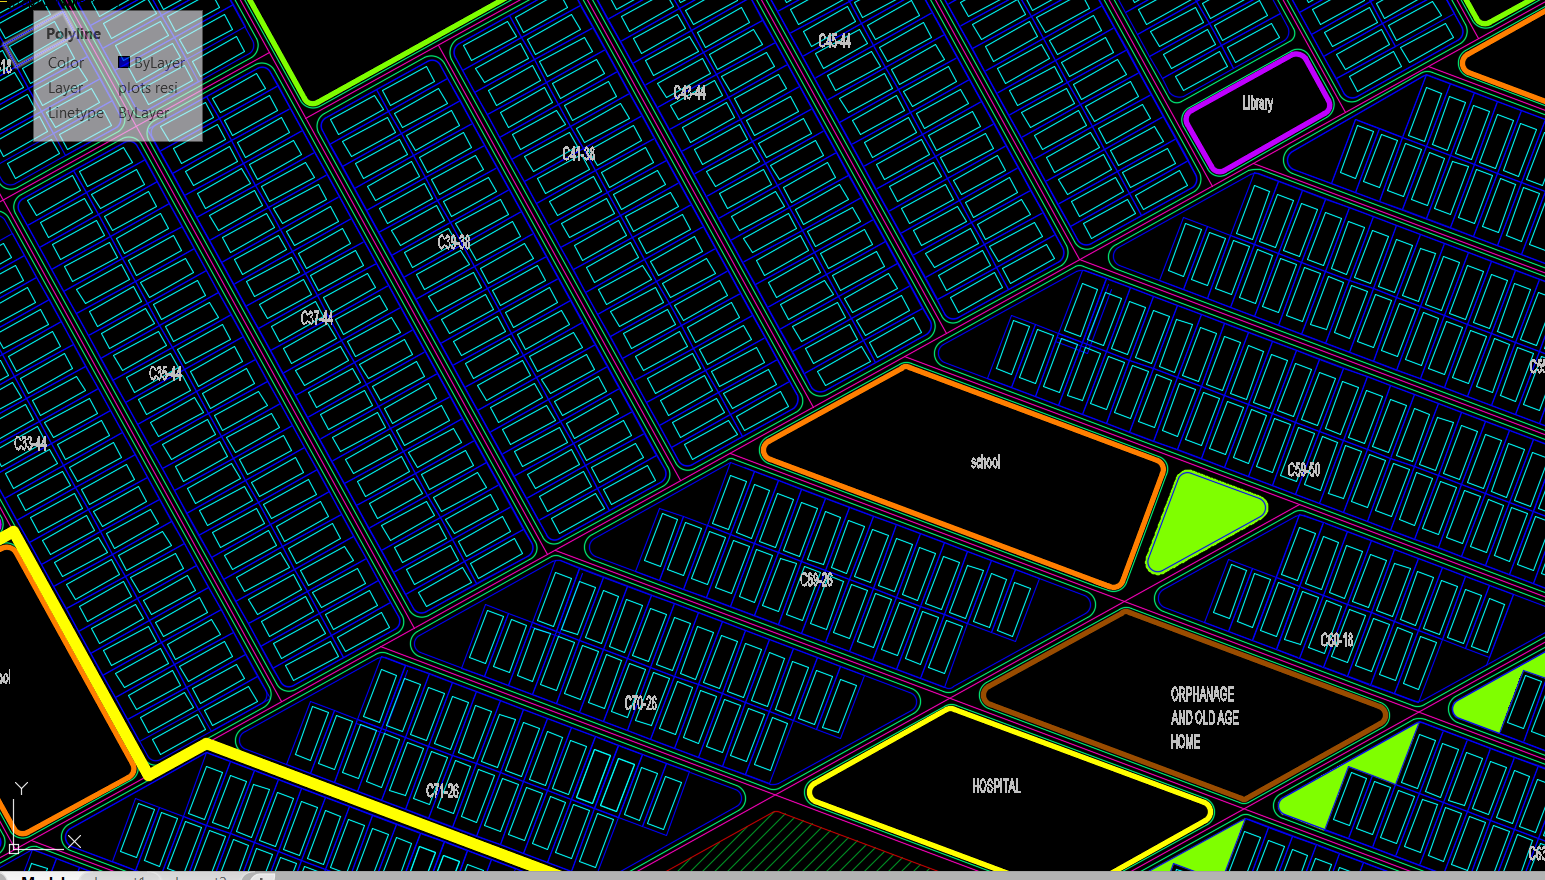 Polyline
Color ByLayer
Layer plots resi
Linetype ByLayer
C45-44
C43-44
Library
C41-36
C39-38
C37-44
C35-44
C33-44
school
C59-50
C69-26
C60-18
C70-26
ORPHANAGE
AND OLD AGE
HOME
HOSPITAL
C71-26
Y
X